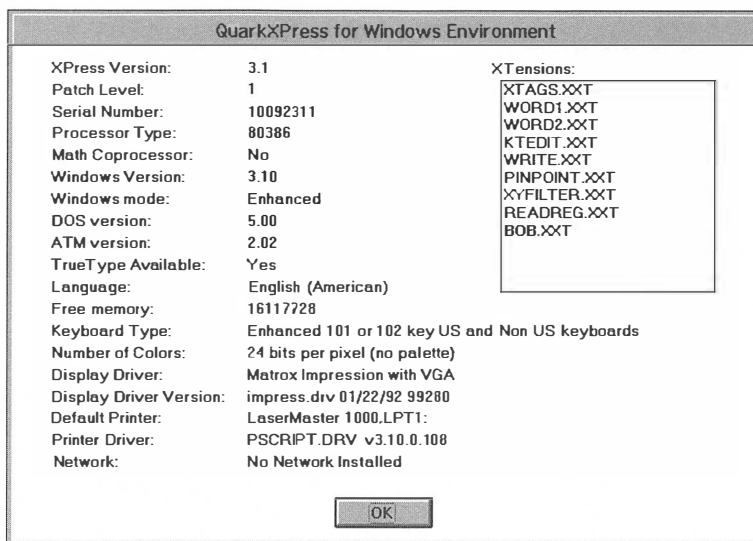 QuarkXPress for Windows Environment
XPress Version: 3.1
Patch Level: 1
Serial Number: 10092311
Processor Type: 80386
Math Coprocessor: No
Windows Version: 3.10
Windows mode: Enhanced
DOS version: 5.00
ATM version: 2.02
TrueType Available: Yes
Language: English (American)
Free memory: 16117728
Keyboard Type: Enhanced 101 or 102 key US and Non US keyboards
Number of Colors: 24 bits per pixel (no palette)
Display Driver: Matrox Impression with VGA
Display Driver Version: impress.drv 01/22/92 99280
Default Printer: LaserMaster 1000,LPT1:
Printer Driver: PSCRIPT.DRV v3.10.0.108
Network: No Network Installed
XTensions:
XTAGS.XXT
WORD1.XXT
WORD2.XXT
KTEDIT.XXT
WRITE.XXT
PINPOINT.XXT
XYFILTER.XXT
READREG.XXT
BOB.XXT
OK